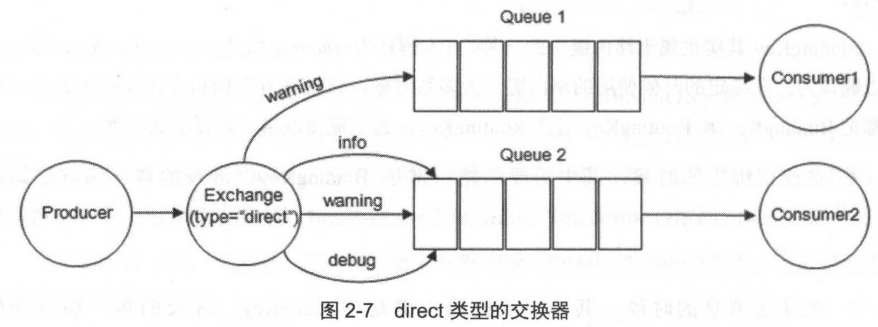 Queue 1
warning
Consumer1
info
Queue 2
Producer
Exchange
(type="direct")
warning
Consumer2
debug
图 2-7 direct 类型的交换器